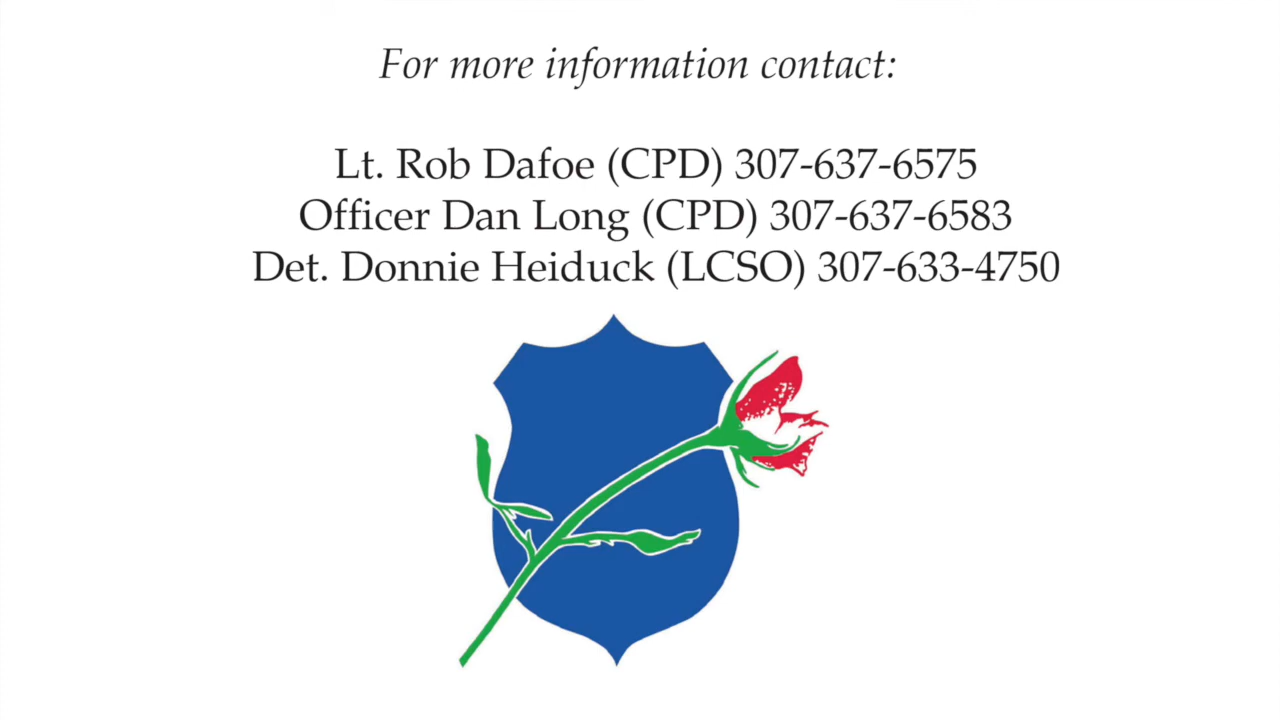 For more information contact:
Lt. Rob Dafoe (CPD) 307-637-6575
Officer Dan Long (CPD) 307-637-6583
Det. Donnie Heiduck (LCSO) 307-633-4750